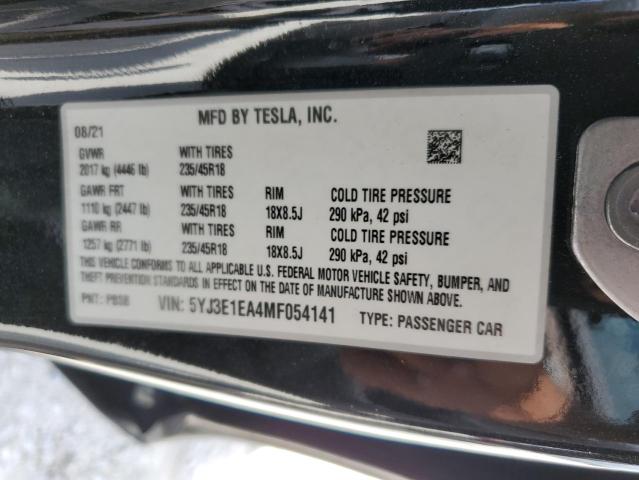 MFD BY TESLA, INC.
08/21
GVWR WITH TIRES
2017 kg (4446 lb) 235/45R18
GAWR FRT WITH TIRES RIM COLD TIRE PRESSURE
1110 kg (2447 lb) 235/45R18 18X8.5J 290 kPa, 42 psi
GAWR RR WITH TIRES RIM COLD TIRE PRESSURE
1257 kg (2771 lb) 235/45R18 18X8.5J 290 kPa, 42 psi
THIS VEHICLE CONFORMS TO ALL APPLICABLE U.S. FEDERAL MOTOR VEHICLE SAFETY, BUMPER, AND
THEFT PREVENTION STANDARDS IN EFFECT ON THE DATE OF MANUFACTURE SHOWN ABOVE.
PNT: PBSB VIN: 5YJ3E1EA4MF054141 TYPE: PASSENGER CAR